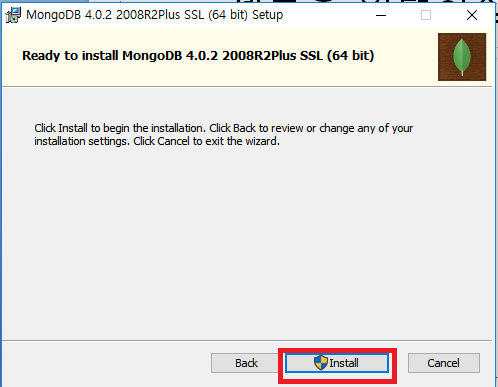 MongoDB 4.0.2 2008R2Plus SSL (64 bit) Setup
Ready to install MongoDB 4.0.2 2008R2Plus SSL (64 bit)
Click Install to begin the installation. Click Back to review or change any of your
installation settings. Click Cancel to exit the wizard.
Back
Install
Cancel